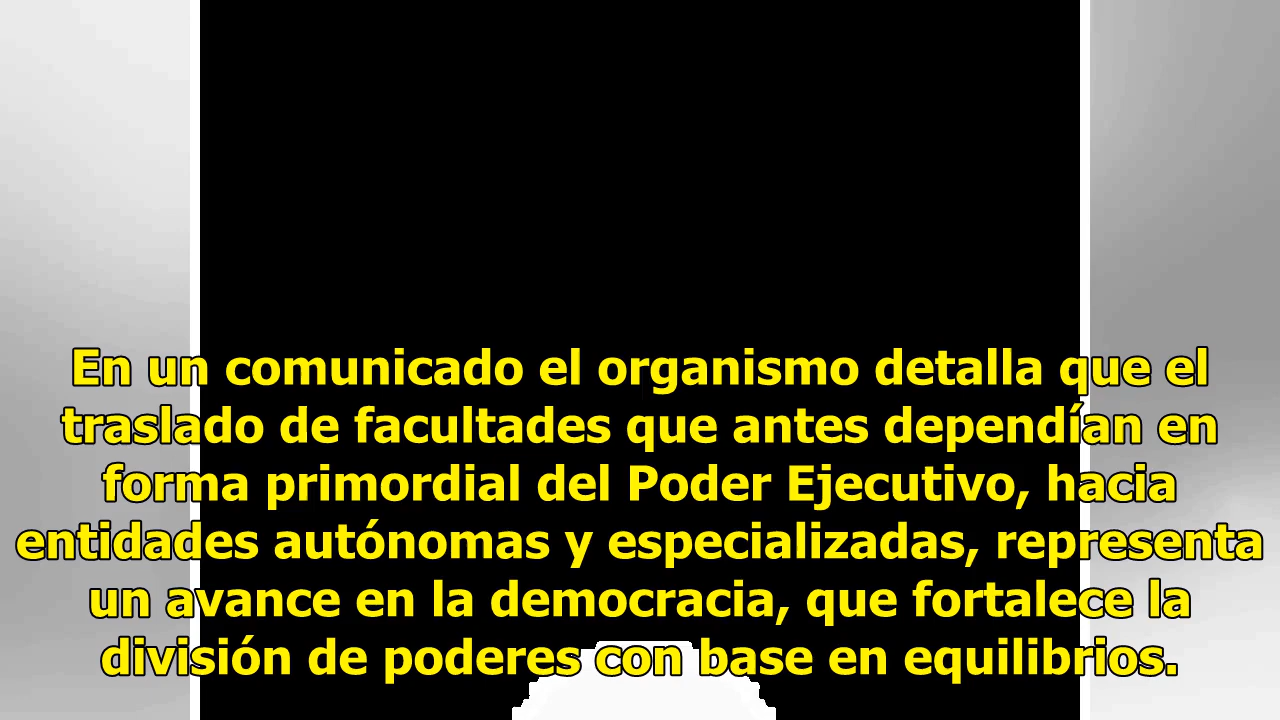 En un comunicado el organismo detalla que el
traslado de facultades que antes dependían en
forma primordial del Poder Ejecutivo, hacia
entidades autónomas y especializadas, representa
un avance en la democracia, que fortalece la
división de poderes con base en equilibrios.